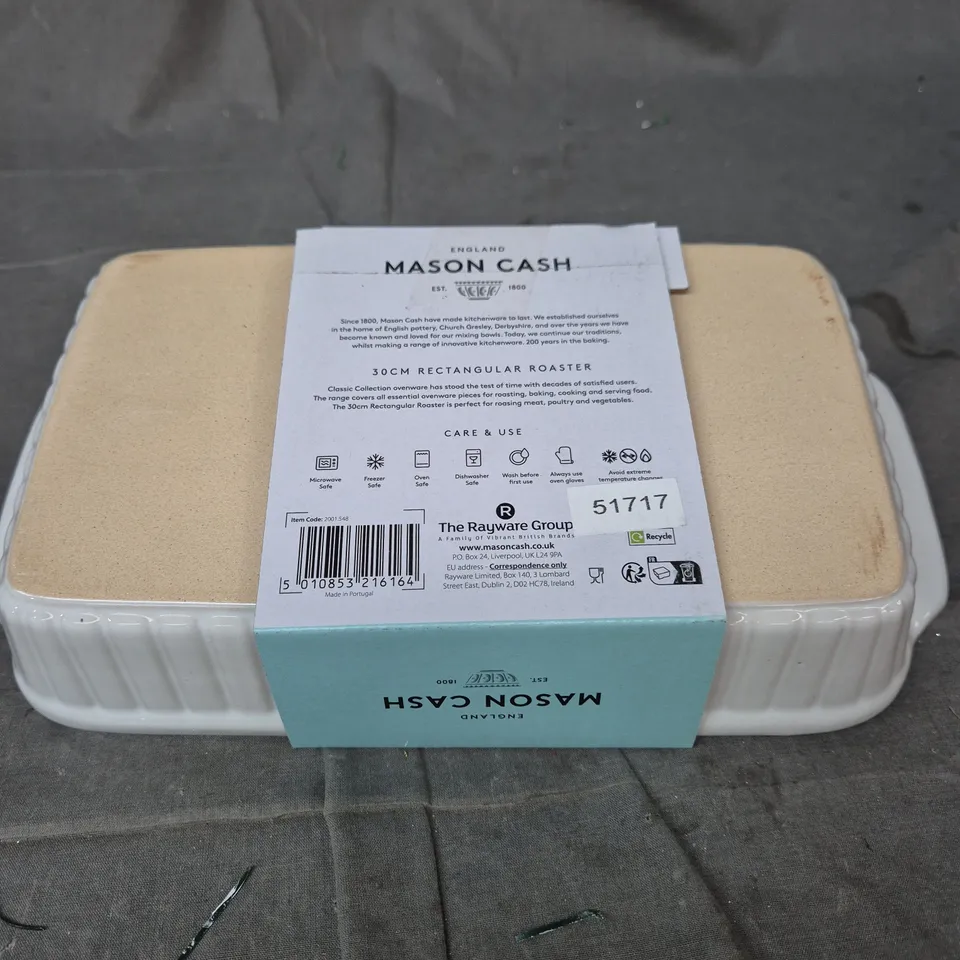 ENGLAND
MASON CASH
EST. 1800
Since 1800, Mason Cash have made kitchenware to last. We established ourselves
in the home of English pottery, Church Gresley, Derbyshire, and over the years we have
become known and loved for our mixing bowls. Today, we continue our traditions,
whilst making a range of innovative kitchenware. 200 years in the baking.
30CM RECTANGULAR ROASTER
Classic Collection ovenware has stood the test of time with decades of satisfied users.
The range covers all essential ovenware pieces for roasting, baking, cooking and serving food.
The 30cm Rectangular Roaster is perfect for roasing meat, poultry and vegetables.
CARE & USE
Microwave Safe
Freezer Safe
Oven Safe
Dishwasher Safe
Wash before first use
Always use oven gloves
Avoid extreme temperature changes
51717
Item Code: 2001.548
5 010853 216164
Made in Portugal
R
The Rayware Group
A Family Of Vibrant British Brands
www.masoncash.co.uk
P.O. Box 24, Liverpool, UK L24 9PA
EU address - Correspondence only
Rayware Limited, Box 140, 3 Lombard
Street East, Dublin 2, D02 HC78, Ireland
Recycle
FR
EST. 1800
MASON CASH
ENGLAND